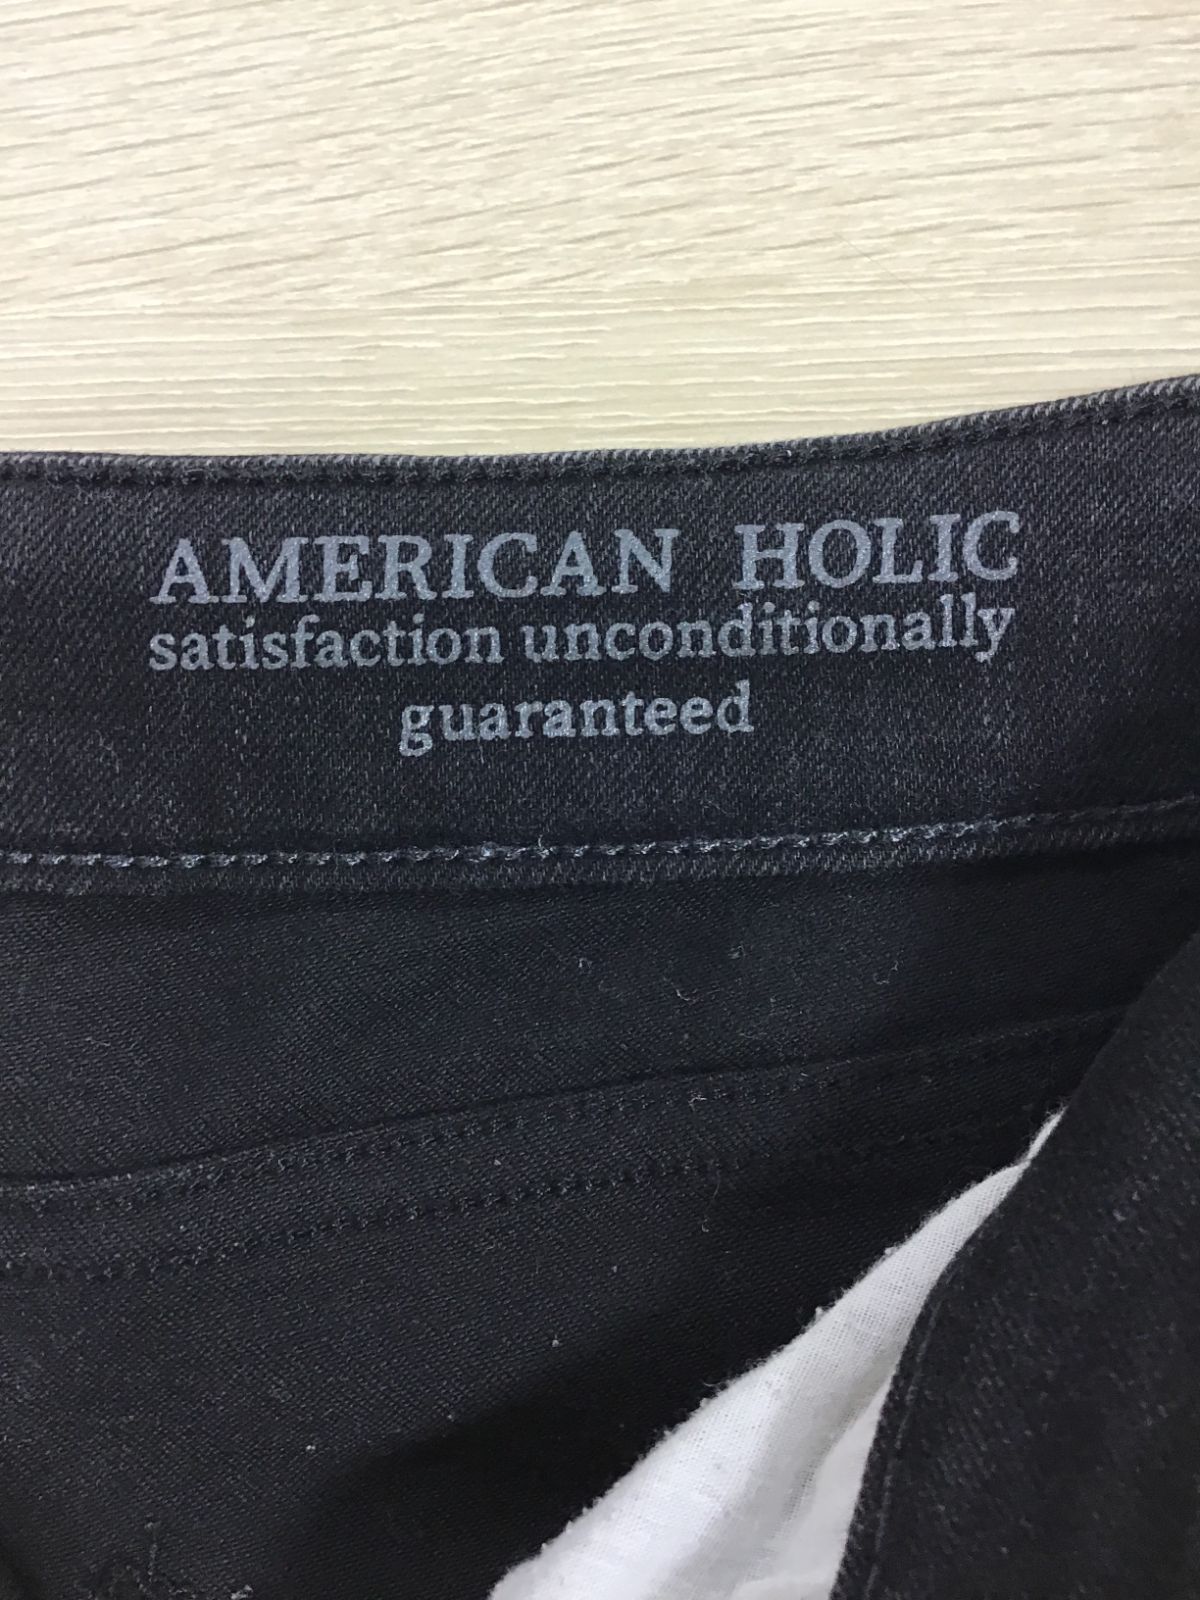 AMERICAN HOLIC
satisfaction unconditionally
guaranteed